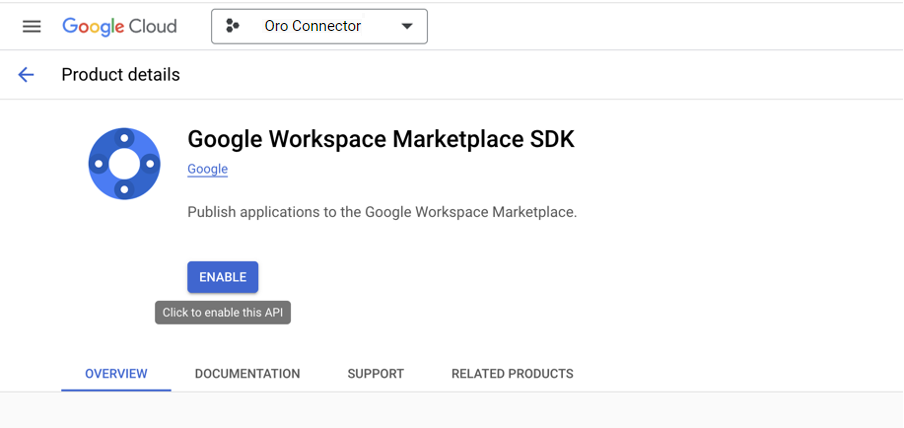 Google Cloud
Oro Connector
Product details
Google Workspace Marketplace SDK
Google
Publish applications to the Google Workspace Marketplace.
ENABLE
Click to enable this API
OVERVIEW DOCUMENTATION SUPPORT RELATED PRODUCTS